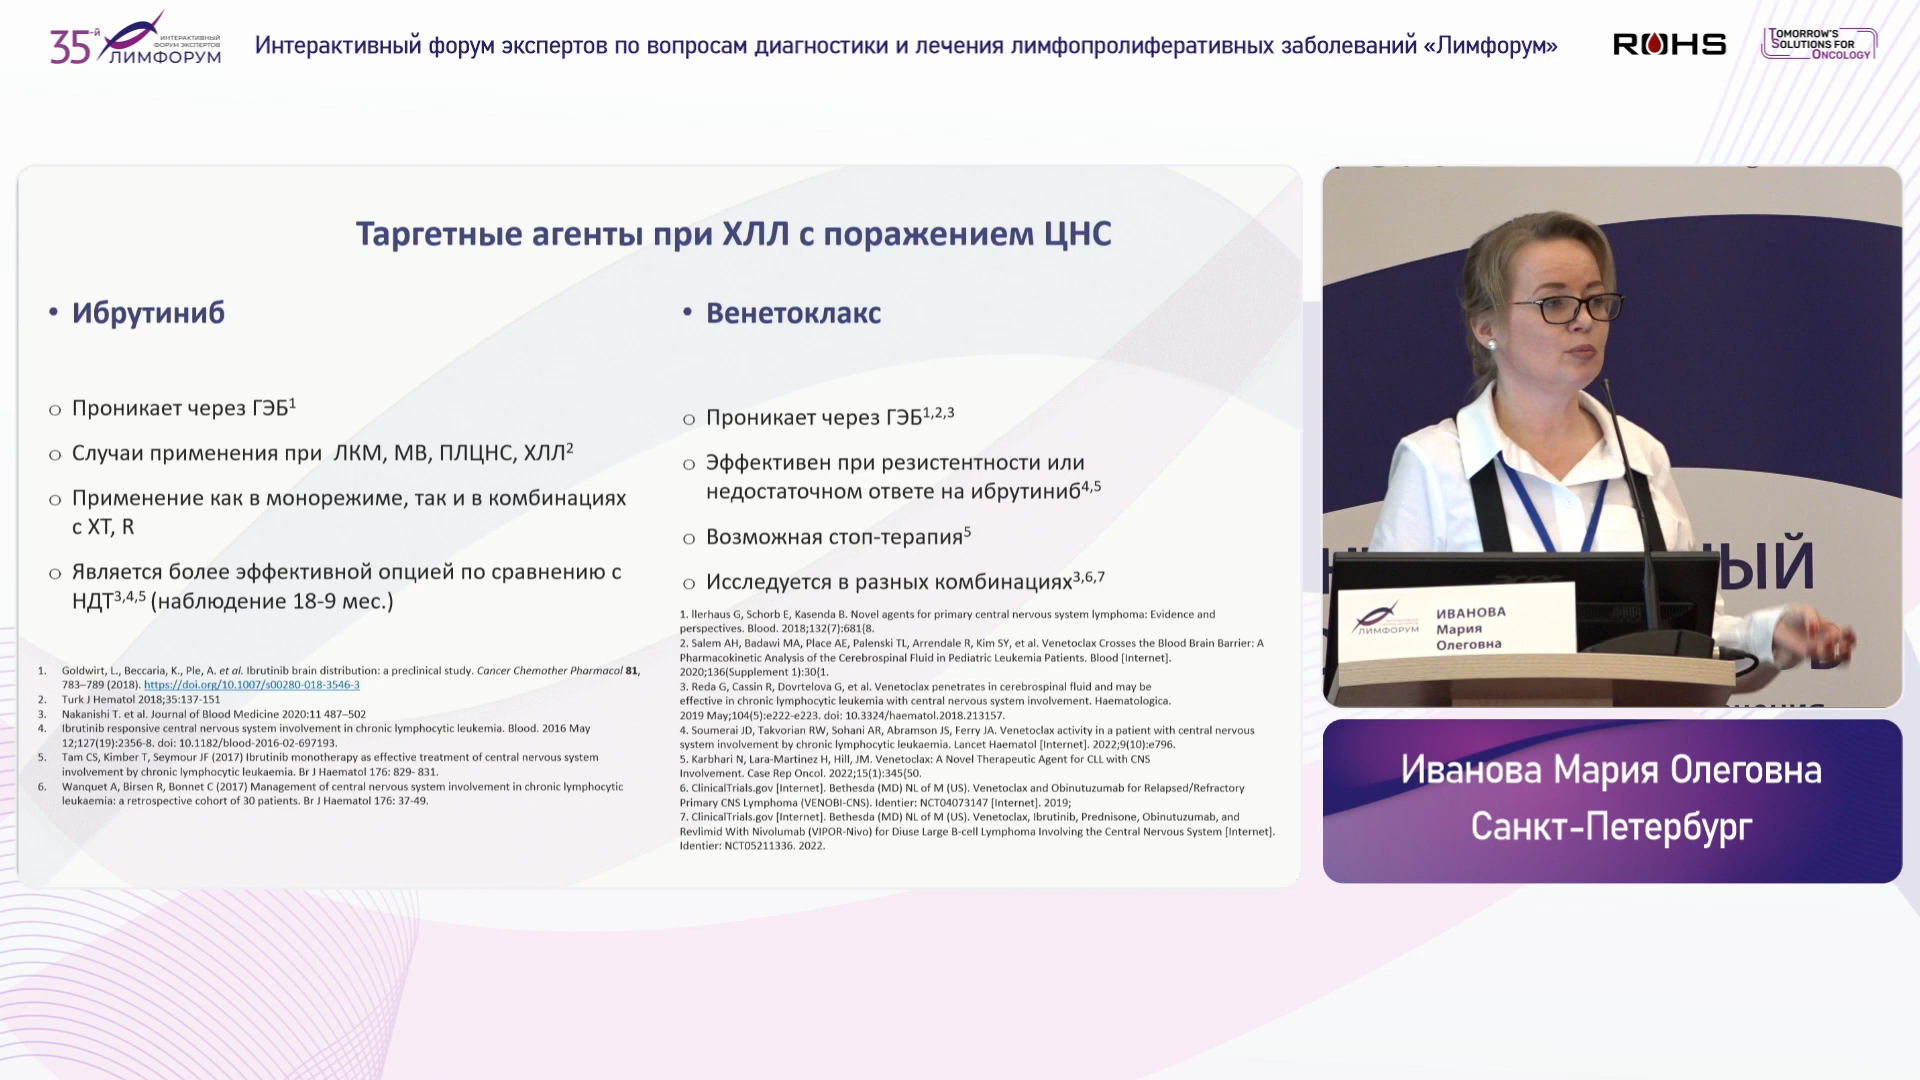 35-й
ИНТЕРАКТИВНЫЙ
ФОРУМ ЭКСПЕРТОВ
ЛИМФОРУМ
Интерактивный форум экспертов по вопросам диагностики и лечения лимфопролиферативных заболеваний «Лимфорум»
ROHS
TOMORROW'S
SOLUTIONS FOR
ONCOLOGY
Таргетные агенты при ХЛЛ с поражением ЦНС
• Ибрутиниб
o Проникает через ГЭБ1
o Случаи применения при ЛКМ, МВ, ПЛЦНС, ХЛЛ2
o Применение как в монорежиме, так и в комбинациях
с ХТ, R
o Является более эффективной опцией по сравнению с
НДТ3,4,5 (наблюдение 18-9 мес.)
1. Goldwirt, L., Beccaria, K., Ple, A. et al. Ibrutinib brain distribution: a preclinical study. Cancer Chemother Pharmacol 81,
783–789 (2018). https://doi.org/10.1007/s00280-018-3546-3
2. Turk J Hematol 2018;35:137-151
3. Nakanishi T. et al. Journal of Blood Medicine 2020:11 487–502
4. Ibrutinib responsive central nervous system involvement in chronic lymphocytic leukemia. Blood. 2016 May
12;127(19):2356-8. doi: 10.1182/blood-2016-02-697193.
5. Tam CS, Kimber T, Seymour JF (2017) Ibrutinib monotherapy as effective treatment of central nervous system
involvement by chronic lymphocytic leukaemia. Br J Haematol 176: 829- 831.
6. Wanquet A, Birsen R, Bonnet C (2017) Management of central nervous system involvement in chronic lymphocytic
leukaemia: a retrospective cohort of 30 patients. Br J Haematol 176: 37-49.
• Венетоклакс
o Проникает через ГЭБ1,2,3
o Эффективен при резистентности или
недостаточном ответе на ибрутиниб4,5
o Возможная стоп-терапия5
o Исследуется в разных комбинациях3,6,7
1. llerhaus G, Schorb E, Kasenda B. Novel agents for primary central nervous system lymphoma: Evidence and
perspectives. Blood. 2018;132(7):681{8.
2. Salem AH, Badawi MA, Place AE, Palenski TL, Arrendale R, Kim SY, et al. Venetoclax Crosses the Blood Brain Barrier: A
Pharmacokinetic Analysis of the Cerebrospinal Fluid in Pediatric Leukemia Patients. Blood [Internet].
2020;136(Supplement 1):30{1.
3. Reda G, Cassin R, Dovrtelova G, et al. Venetoclax penetrates in cerebrospinal fluid and may be
effective in chronic lymphocytic leukemia with central nervous system involvement. Haematologica.
2019 May;104(5):e222-e223. doi: 10.3324/haematol.2018.213157.
4. Soumerai JD, Takvorian RW, Sohani AR, Abramson JS, Ferry JA. Venetoclax activity in a patient with central nervous
system involvement by chronic lymphocytic leukaemia. Lancet Haematol [Internet]. 2022;9(10):e796.
5. Karbhari N, Lara-Martinez H, Hill, JM. Venetoclax: A Novel Therapeutic Agent for CLL with CNS
Involvement. Case Rep Oncol. 2022;15(1):345{50.
6. ClinicalTrials.gov [Internet]. Bethesda (MD) NL of M (US). Venetoclax and Obinutuzumab for Relapsed/Refractory
Primary CNS Lymphoma (VENOBI-CNS). Identier: NCT04073147 [Internet]. 2019;
7. ClinicalTrials.gov [Internet]. Bethesda (MD) NL of M (US). Venetoclax, Ibrutinib, Prednisone, Obinutuzumab, and
Revlimid With Nivolumab (VIPOR-Nivo) for Diuse Large B-cell Lymphoma Involving the Central Nervous System [Internet].
Identier: NCT05211336. 2022.
ЫЙ
ЛИМФОРУМ
ИВАНОВА
Мария
Олеговна
Иванова Мария Олеговна
Санкт-Петербург